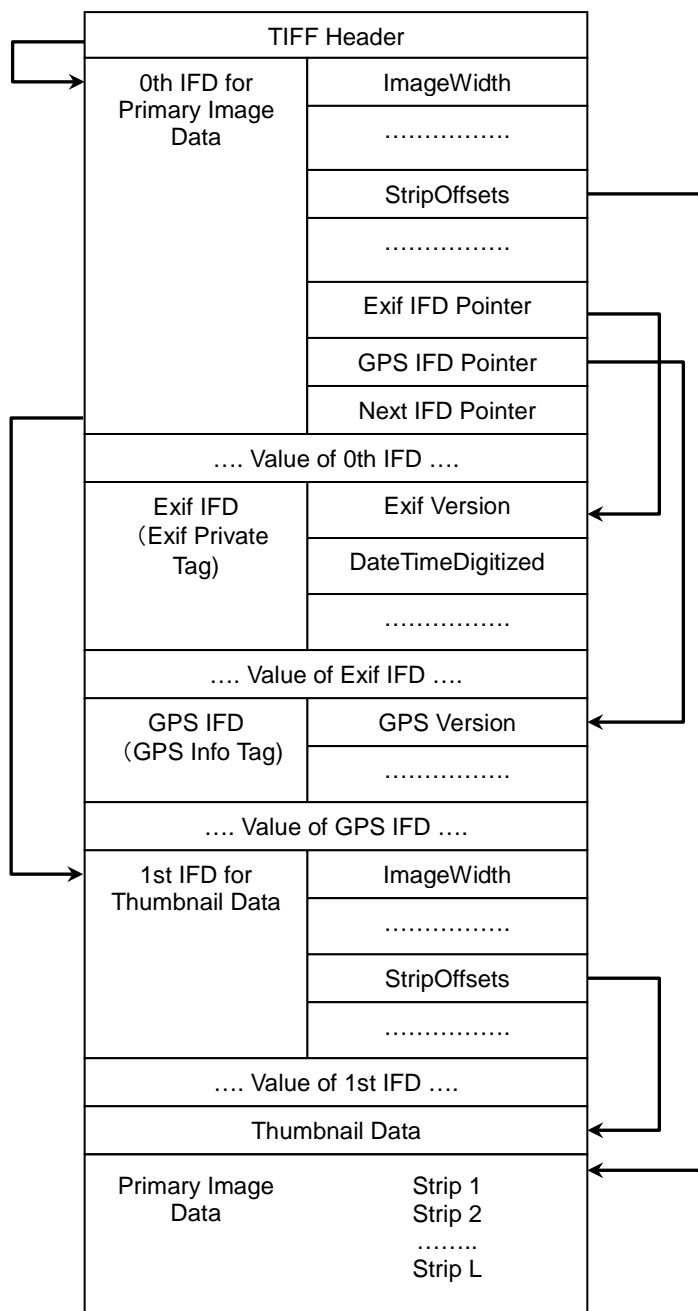 TIFF Header
0th IFD for
Primary Image
Data
ImageWidth
…………….
StripOffsets
…………….
Exif IFD Pointer
GPS IFD Pointer
Next IFD Pointer
…. Value of 0th IFD ….
Exif IFD
（Exif Private
Tag)
Exif Version
DateTimeDigitized
…………….
…. Value of Exif IFD ….
GPS IFD
（GPS Info Tag)
GPS Version
…………….
…. Value of GPS IFD ….
1st IFD for
Thumbnail Data
ImageWidth
…………….
StripOffsets
…………….
…. Value of 1st IFD ….
Thumbnail Data
Primary Image
Data
Strip 1
Strip 2
……..
Strip L